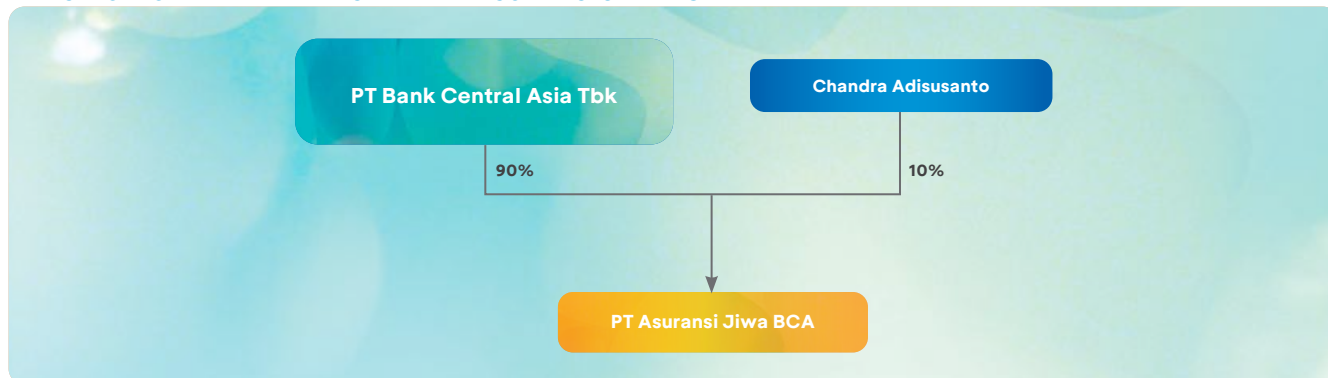 PT Bank Central Asia Tbk
Chandra Adisusanto
90%
10%
PT Asuransi Jiwa BCA